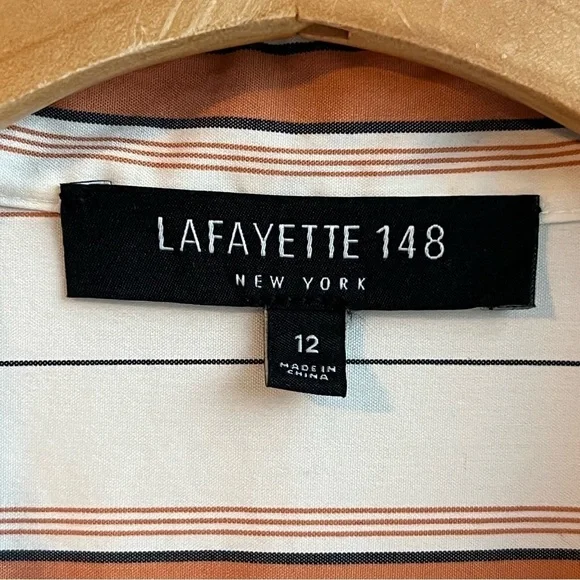 LAFAYETTE 148
NEW YORK
12
MADE IN
CHINA